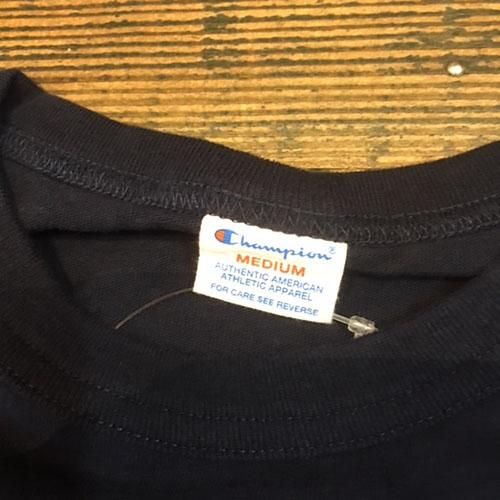 Champion®
MEDIUM
AUTHENTIC AMERICAN
ATHLETIC APPAREL
FOR CARE SEE REVERSE